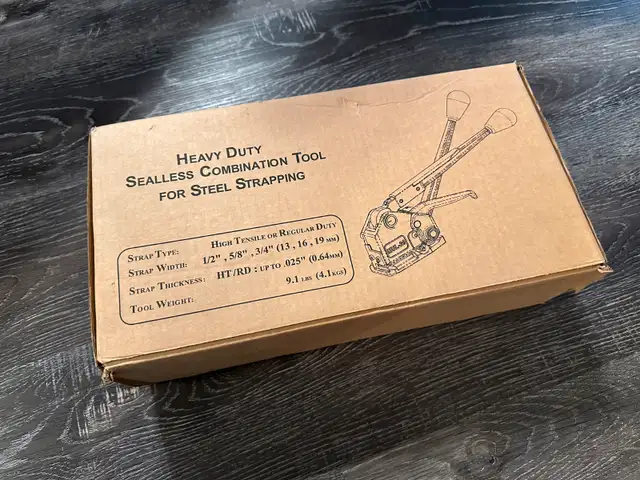 HEAVY DUTY
SEALLESS COMBINATION TOOL
FOR STEEL STRAPPING
STRAP TYPE: HIGH TENSILE OR REGULAR DUTY
STRAP WIDTH: 1/2" , 5/8" , 3/4" (13 , 16 , 19 MM)
STRAP THICKNESS: HT/RD : UP TO .025" (0.64MM)
TOOL WEIGHT: 9.1 LBS (4.1KGS)